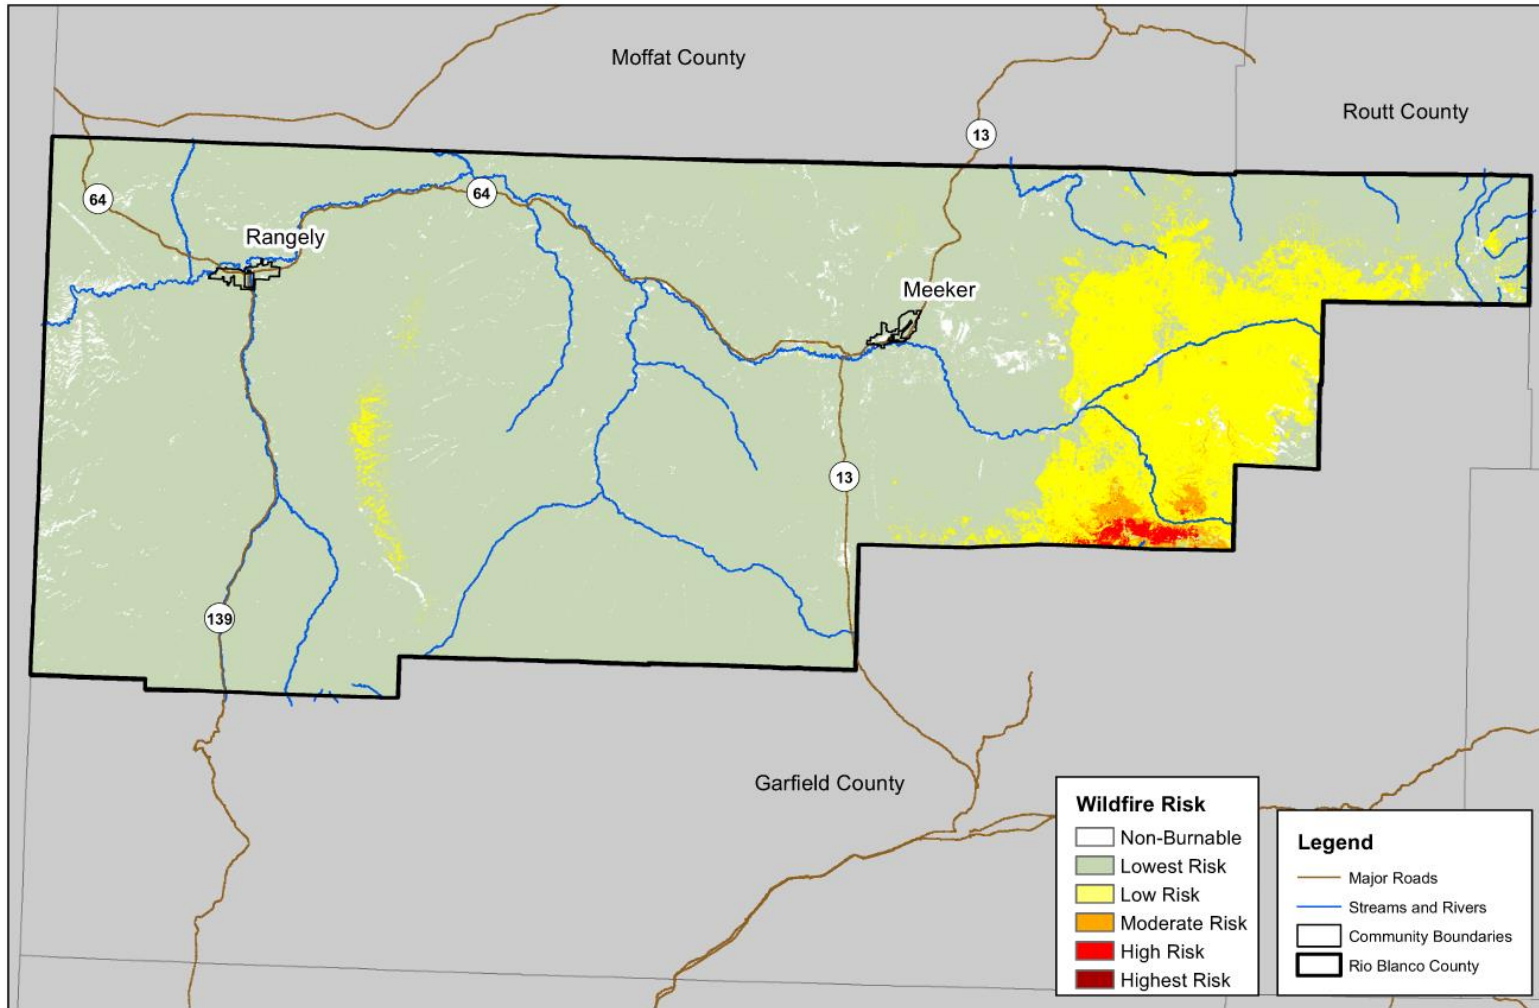 Moffat County
Routt County
13
64
64
Rangely
Meeker
13
139
Garfield County
Wildfire Risk
Non-Burnable
Lowest Risk
Low Risk
Moderate Risk
High Risk
Highest Risk
Legend
Major Roads
Streams and Rivers
Community Boundaries
Rio Blanco County